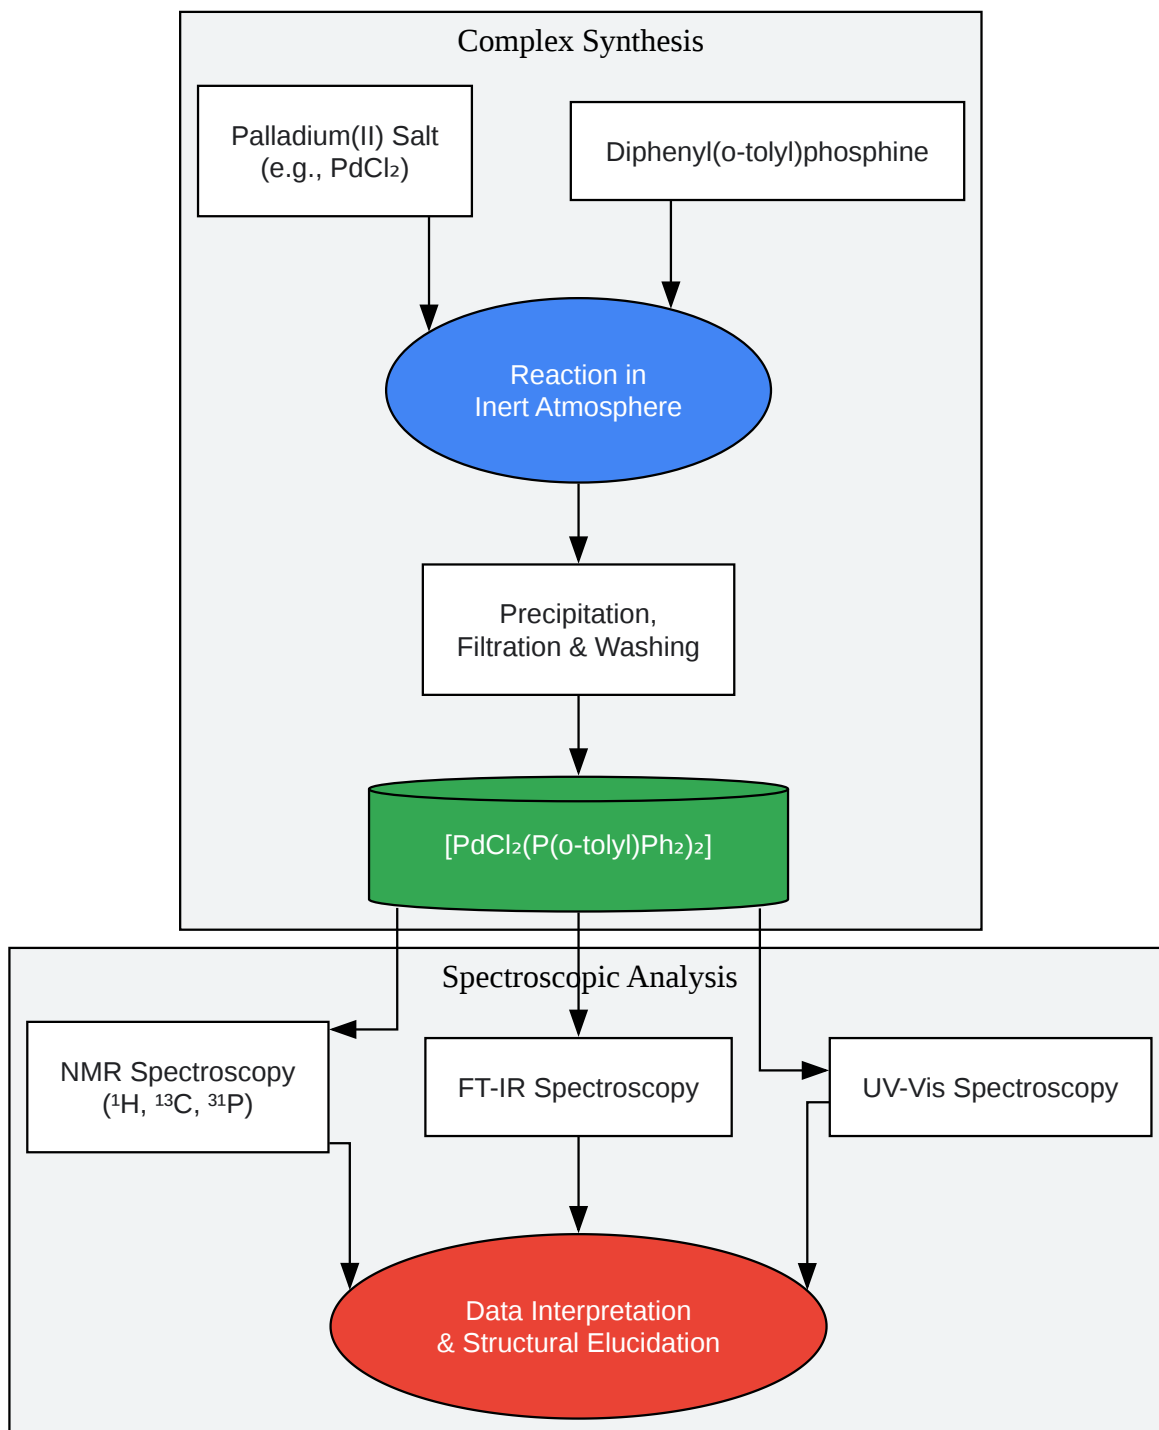 Complex Synthesis
Palladium(II) Salt
(e.g., PdCl₂)
Diphenyl(o-tolyl)phosphine
Reaction in
Inert Atmosphere
Precipitation,
Filtration & Washing
[PdCl₂(P(o-tolyl)Ph₂)₂]
Spectroscopic Analysis
NMR Spectroscopy
(¹H, ¹³C, ³¹P)
FT-IR Spectroscopy
UV-Vis Spectroscopy
Data Interpretation
& Structural Elucidation